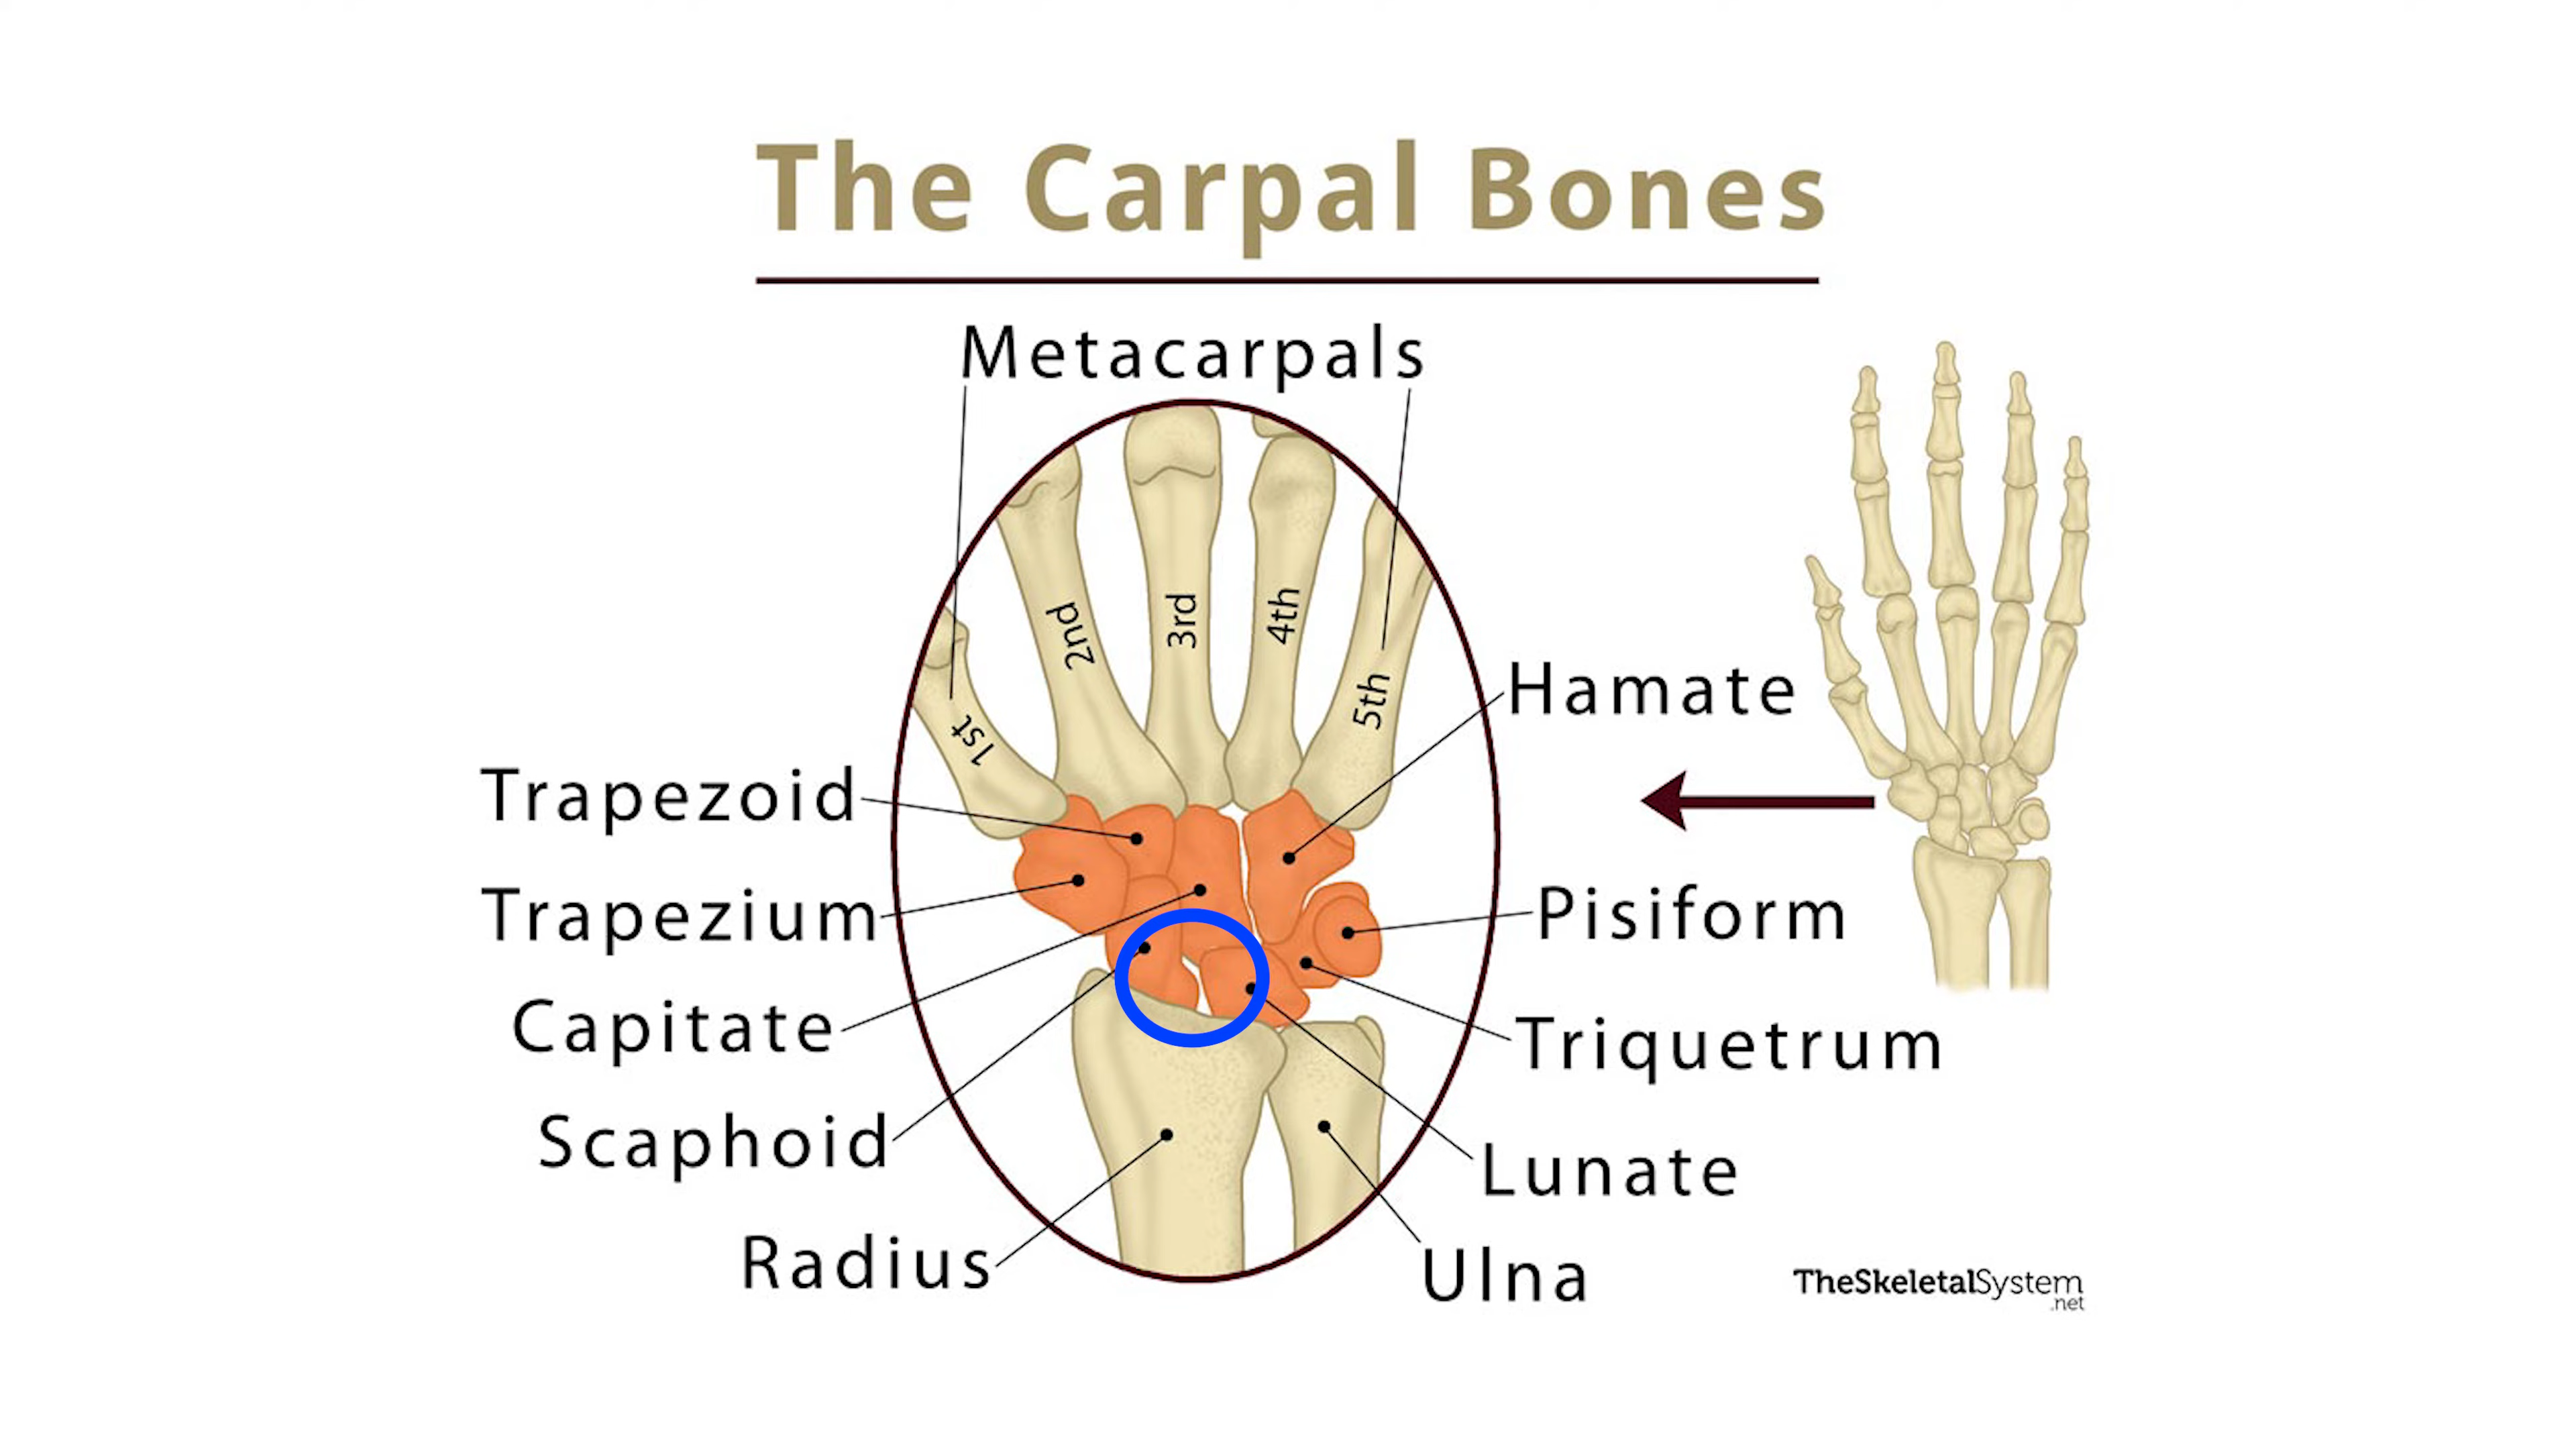 The Carpal Bones
Metacarpals
1st
2nd
3rd
4th
5th
Hamate
Trapezoid
Trapezium
Pisiform
Capitate
Triquetrum
Scaphoid
Lunate
Radius
Ulna
TheSkeletalSystem
.net